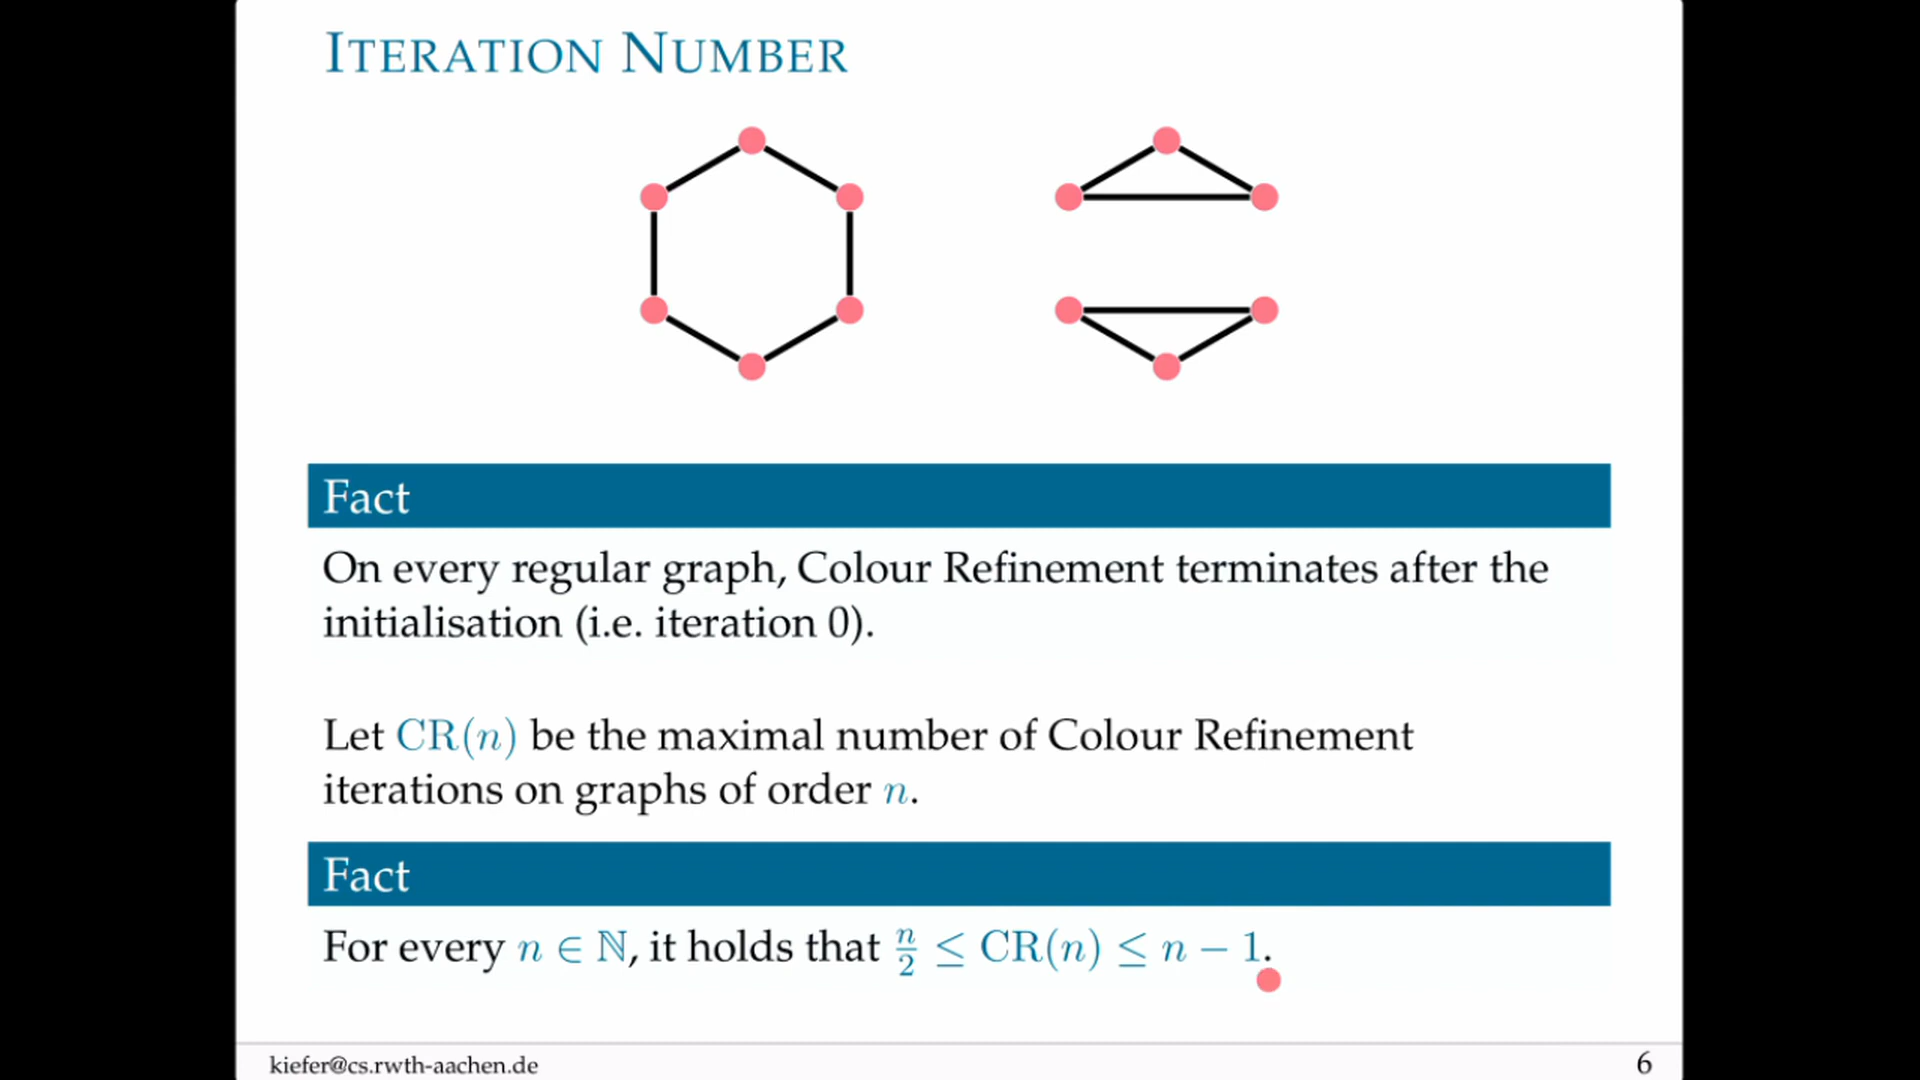 ITERATION NUMBER
Fact
On every regular graph, Colour Refinement terminates after the
initialisation (i.e. iteration 0).
Let CR(n) be the maximal number of Colour Refinement
iterations on graphs of order n.
Fact
For every n ∈ ℕ, it holds that n/2 ≤ CR(n) ≤ n − 1.
kiefer@cs.rwth-aachen.de 6